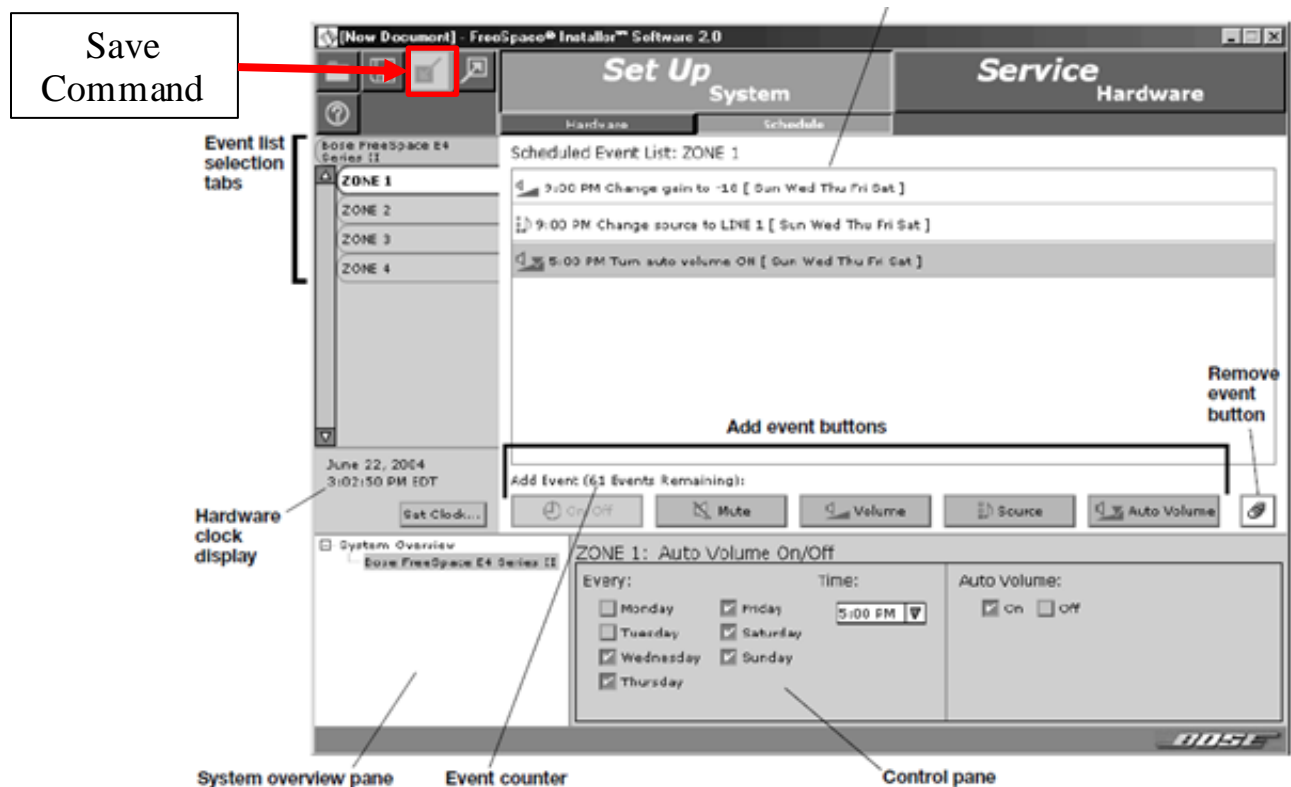 Save
Command
[New Document] - FreeSpace® Installer™ Software 2.0
Set Up
System
Service
Hardware
Hardware
Schedule
Event list
selection
tabs
Bose FreeSpace E4
Series II
ZONE 1
ZONE 2
ZONE 3
ZONE 4
Scheduled Event List: ZONE 1
9:00 PM Change gain to -16 [ Sun Wed Thu Fri Sat ]
9:00 PM Change source to LINE 1 [ Sun Wed Thu Fri Sat ]
5:00 PM Turn auto volume ON [ Sun Wed Thu Fri Sat ]
Remove
event
button
Add event buttons
June 22, 2004
3:02:50 PM EDT
Set Clock...
Hardware
clock
display
Add Event (61 Events Remaining):
On/Off
Mute
Volume
Source
Auto Volume
System Overview
Bose FreeSpace E4 Series II
ZONE 1: Auto Volume On/Off
Every:
Time:
Auto Volume:
Monday
Friday
5:00 PM
On
Off
Tuesday
Saturday
Wednesday
Sunday
Thursday
BOSE
System overview pane
Event counter
Control pane